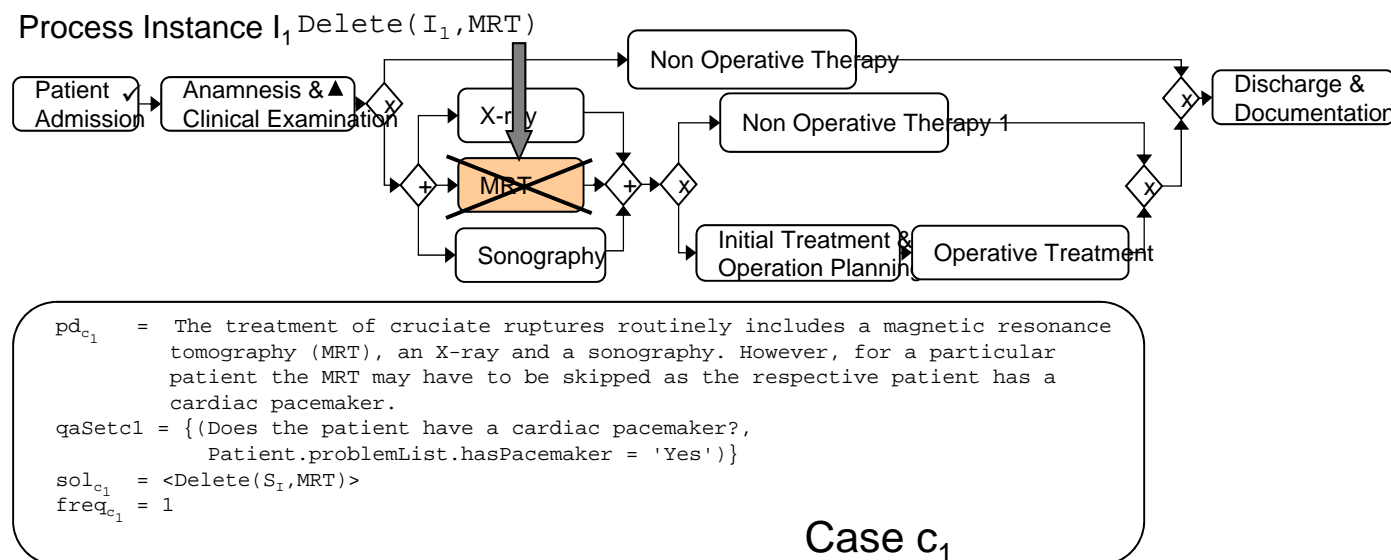 Process Instance I₁ Delete(I₁,MRT)
Non Operative Therapy
Patient ✓
Admission
Anamnesis & ▲
Clinical Examination
x
X-ray
Non Operative Therapy 1
x
Discharge &
Documentation
+
MRT
+
x
x
Sonography
Initial Treatment &
Operation Planning
Operative Treatment
pd_c₁ = The treatment of cruciate ruptures routinely includes a magnetic resonance
tomography (MRT), an X-ray and a sonography. However, for a particular
patient the MRT may have to be skipped as the respective patient has a
cardiac pacemaker.
qaSetc1 = {(Does the patient have a cardiac pacemaker?,
Patient.problemList.hasPacemaker = 'Yes')}
sol_c₁ = <Delete(S_I,MRT)>
freq_c₁ = 1
Case c₁